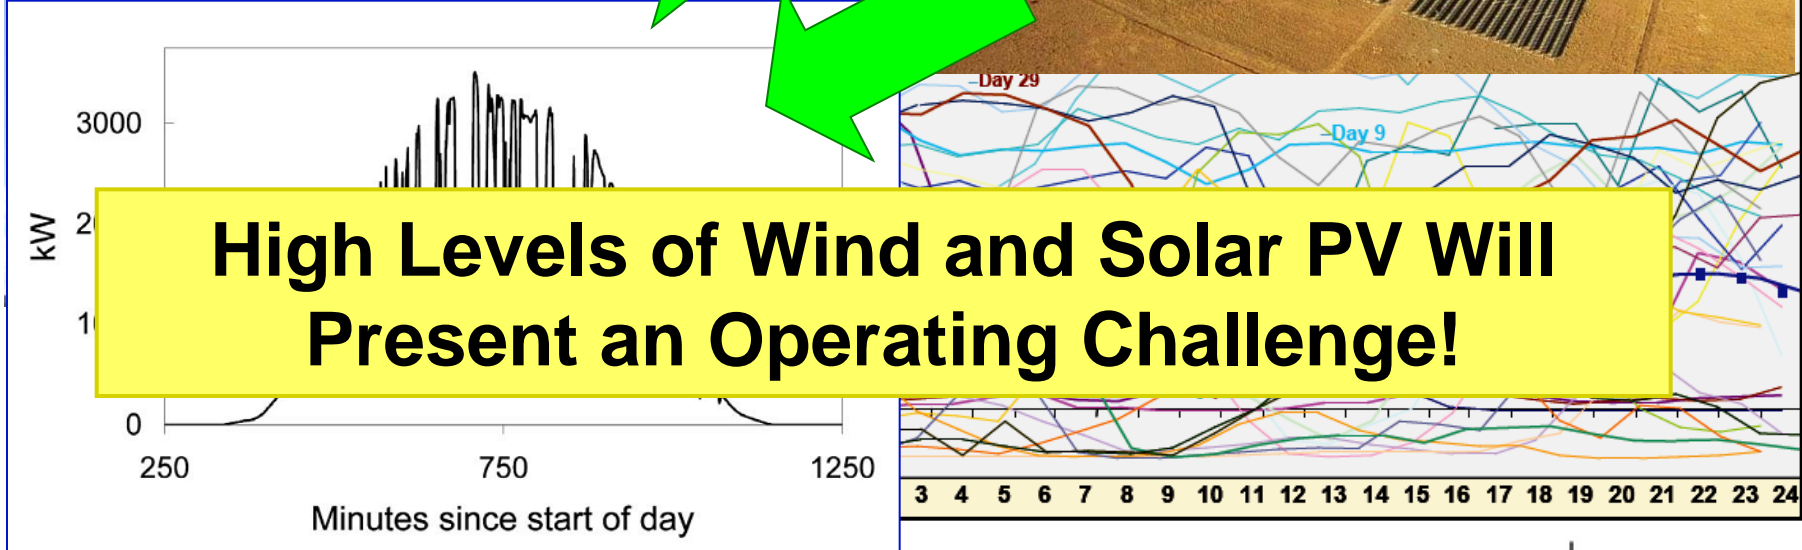 Day 29
Day 9
3000
kW
High Levels of Wind and Solar PV Will
Present an Operating Challenge!
0
250 750 1250
Minutes since start of day
3 4 5 6 7 8 9 10 11 12 13 14 15 16 17 18 19 20 21 22 23 24